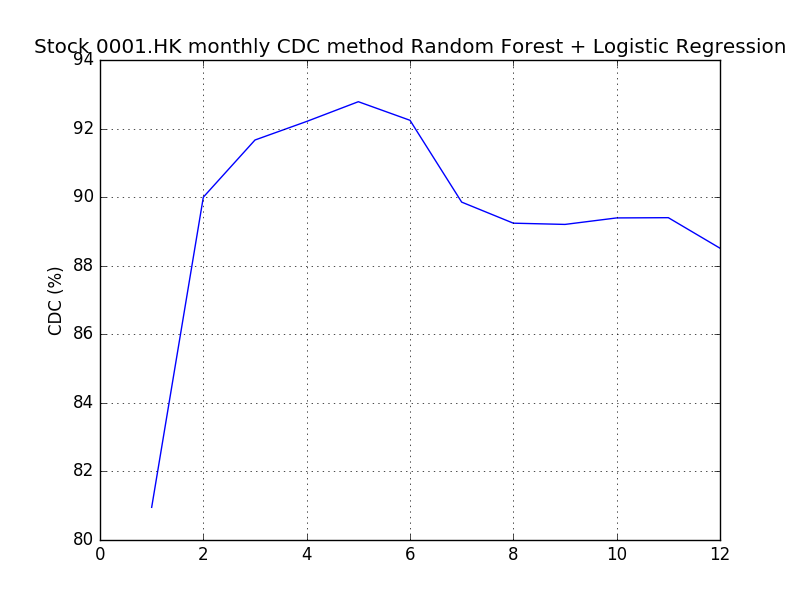 Stock 0001.HK monthly CDC method Random Forest + Logistic Regression
94
92
90
88
86
84
82
80
CDC (%)
0 2 4 6 8 10 12